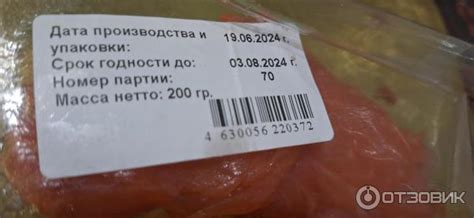 Дата производства и 19.06.2024 г.
упаковки:
Срок годности до: 03.08.2024 г.
Номер партии: 70
Масса нетто: 200 гр.
4 630056 220372
ОТЗОВИК